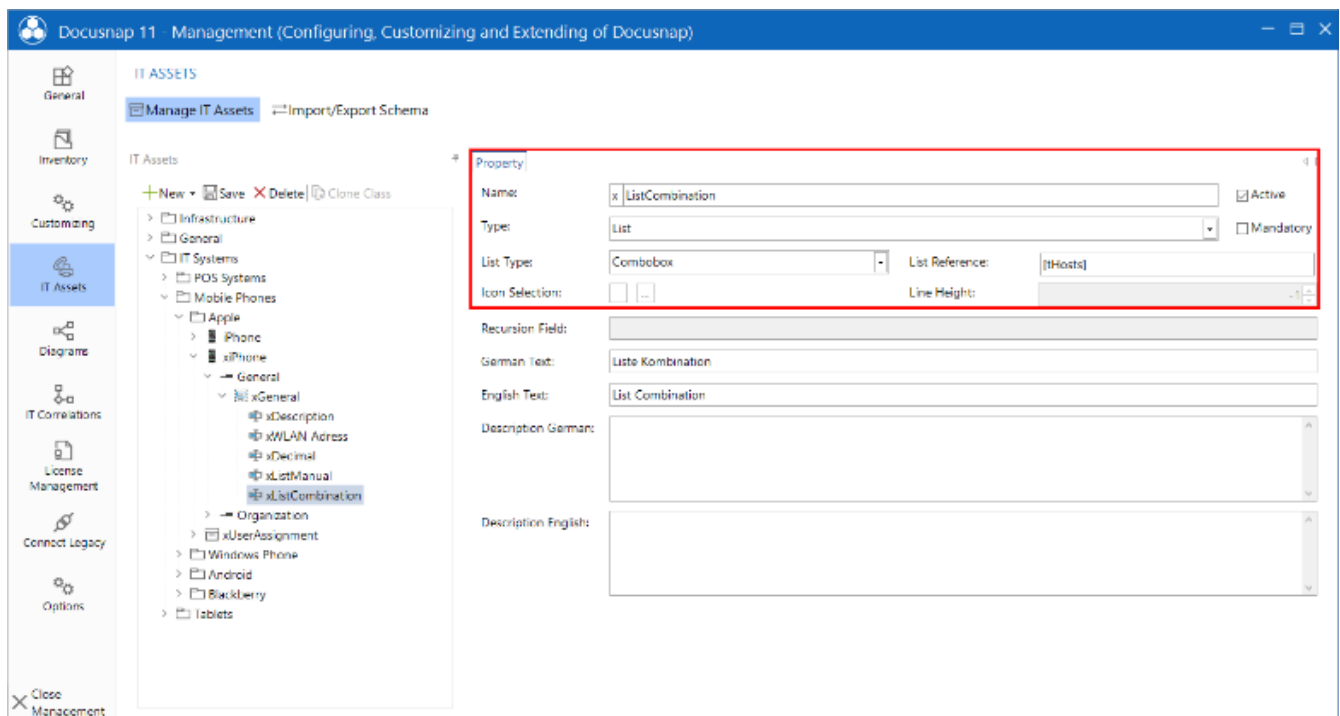 Docusnap 11 - Management (Configuring, Customizing and Extending of Docusnap)
General
Inventory
Customizing
IT Assets
Diagrams
IT Correlations
License
Management
Connect Legacy
Options
Close
Management
IT ASSETS
Manage IT Assets Import/Export Schema
IT Assets
New Save Delete Clone Class
Infrastructure
General
IT Systems
POS Systems
Mobile Phones
Apple
iPhone
xiPhone
General
xGeneral
xDescription
xWLAN Adress
xDecimal
xListManual
xListCombination
Organization
xUserAssignment
Windows Phone
Android
Blackberry
Tablets
Property
Name: x ListCombination Active
Type: List Mandatory
List Type: Combobox List Reference: [tHosts]
Icon Selection: ... Line Height: -1
Recursion Field:
German Text: Liste Kombination
English Text: List Combination
Description German:
Description English: